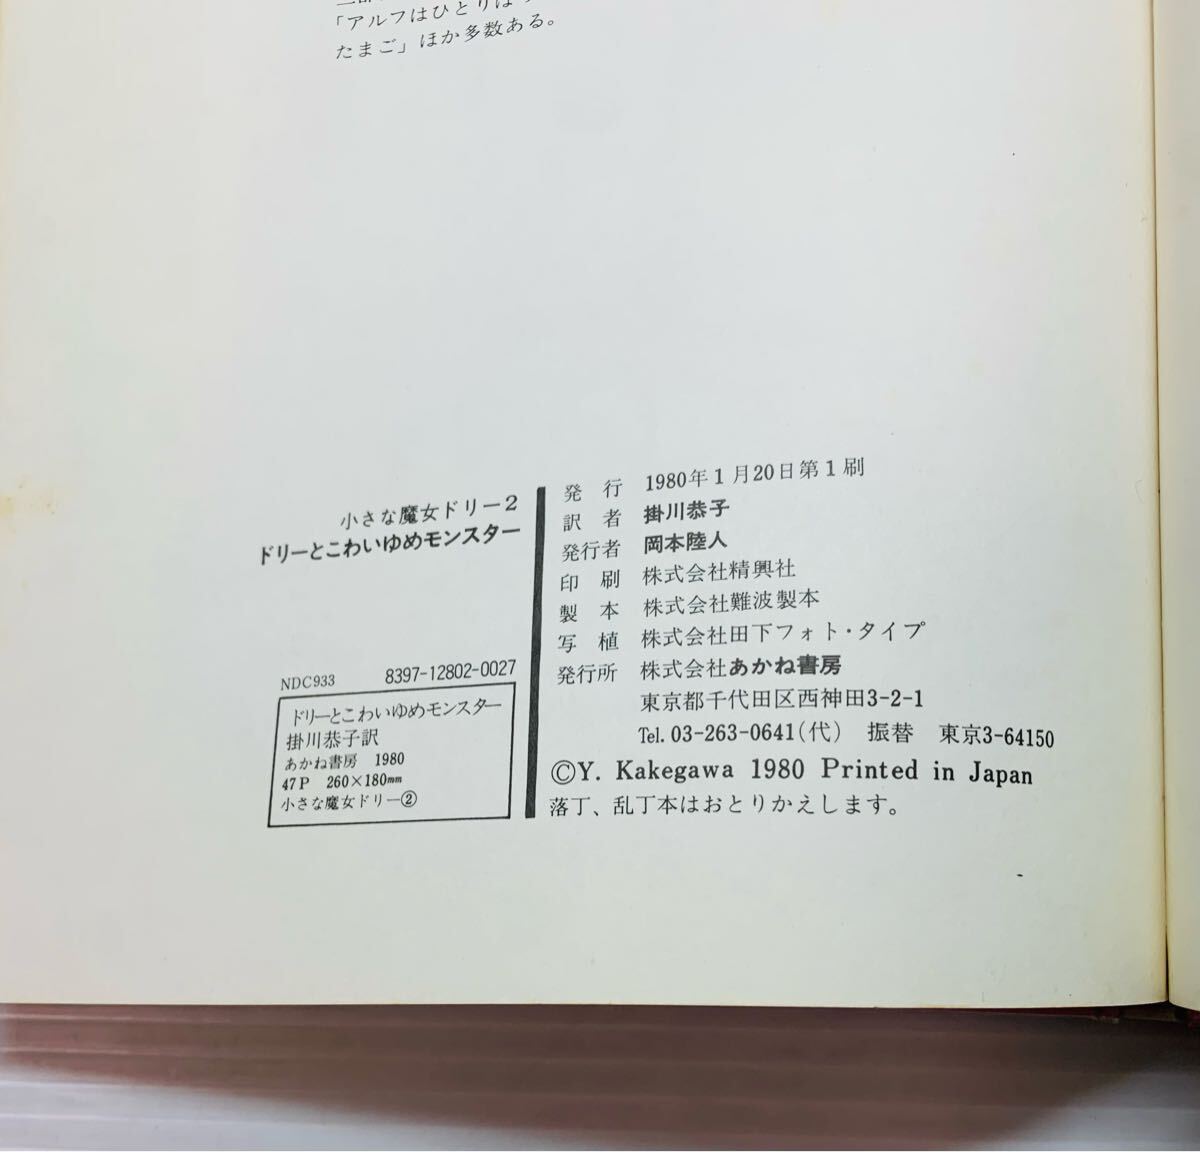 「アルフはひとりぼ
たまご」ほか多数ある。
小さな魔女ドリー2
ドリーとこわいゆめモンスター
NDC933 8397-12802-0027
ドリーとこわいゆめモンスター
掛川恭子訳
あかね書房 1980
47P 260×180mm
小さな魔女ドリー②
発行 1980年1月20日第1刷
訳者 掛川恭子
発行者 岡本陸人
印刷 株式会社精興社
製本 株式会社難波製本
写植 株式会社田下フォト・タイプ
発行所 株式会社あかね書房
東京都千代田区西神田3-2-1
Tel. 03-263-0641(代) 振替 東京3-64150
©Y. Kakegawa 1980 Printed in Japan
落丁、乱丁本はおとりかえします。